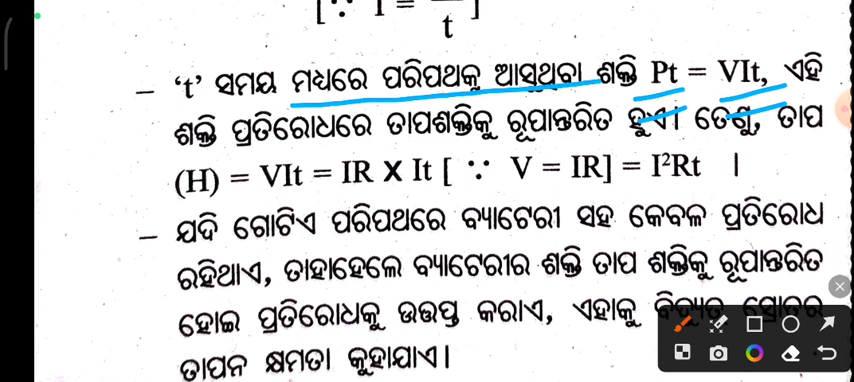 [∵ I = —
t ]
– ‘t’ ସମୟ ମଧ୍ୟରେ ପରିପଥକୁ ଆସୁଥିବା ଶକ୍ତି Pt = VIt, ଏହି
ଶକ୍ତି ପ୍ରତିରୋଧରେ ତାପଶକ୍ତିକୁ ରୂପାନ୍ତରିତ ହୁଏ। ତେଣୁ, ତାପ
(H) = VIt = IR X It [ ∵ V = IR] = I²Rt ।
– ଯଦି ଗୋଟିଏ ପରିପଥରେ ବ୍ୟାଟେରୀ ସହ କେବଳ ପ୍ରତିରୋଧ
ରହିଥାଏ, ତାହାହେଲେ ବ୍ୟାଟେରୀର ଶକ୍ତି ତାପ ଶକ୍ତିକୁ ରୂପାନ୍ତରିତ
ହୋଇ ପ୍ରତିରୋଧକୁ ଉତ୍ତପ୍ତ କରାଏ, ଏହାକୁ ବିଦ୍ୟୁତ ସ୍ରୋତର
ତାପନ କ୍ଷମତା କୁହାଯାଏ।